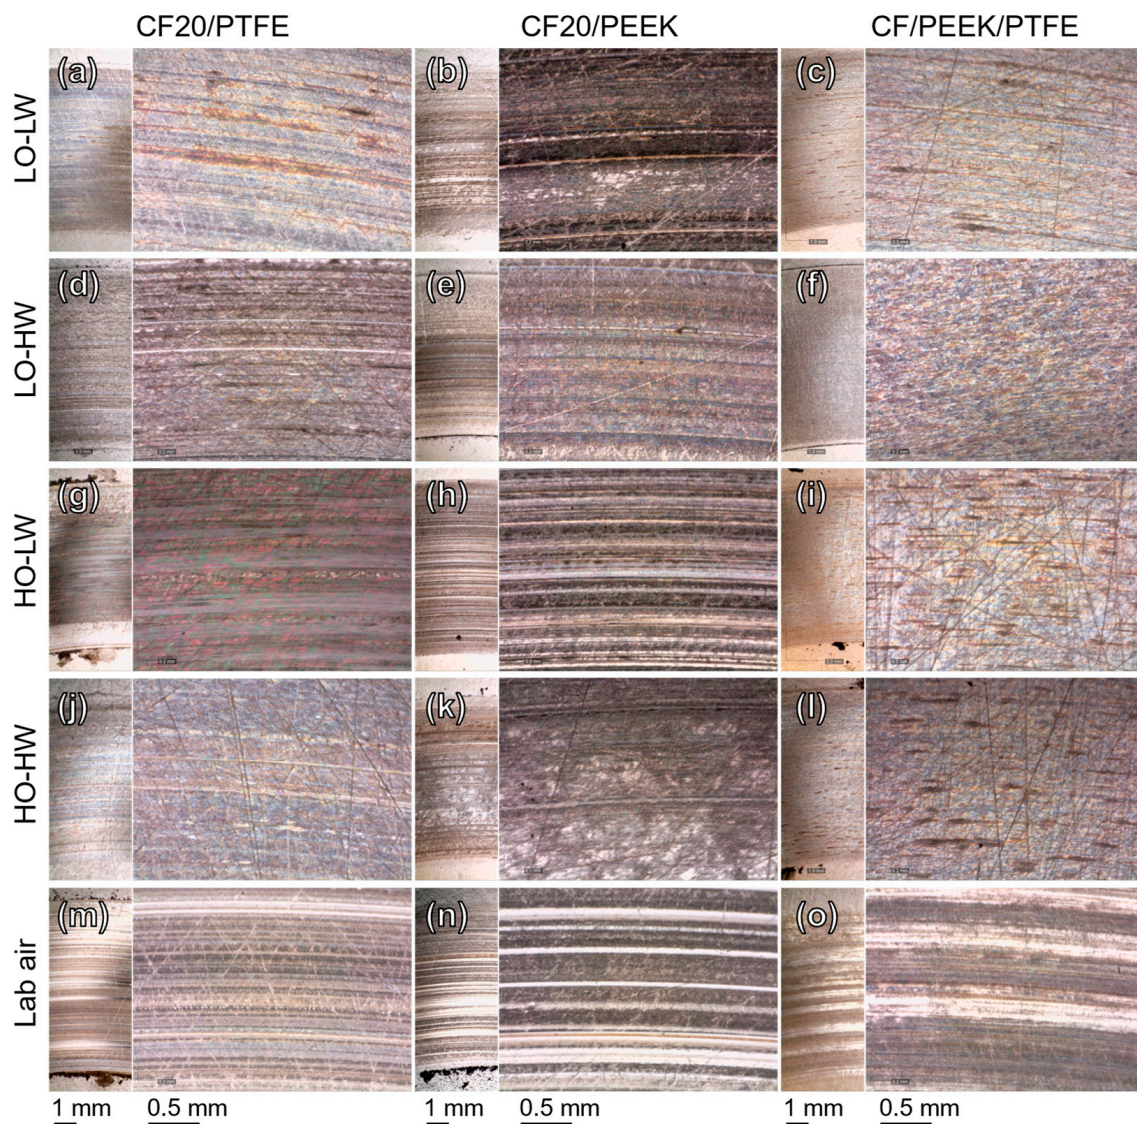 CF20/PTFE CF20/PEEK CF/PEEK/PTFE
LO-LW
(a) (b) (c)
LO-HW
(d) (e) (f)
HO-LW
(g) (h) (i)
HO-HW
(j) (k) (l)
Lab air
(m) (n) (o)
1 mm 0.5 mm 1 mm 0.5 mm 1 mm 0.5 mm